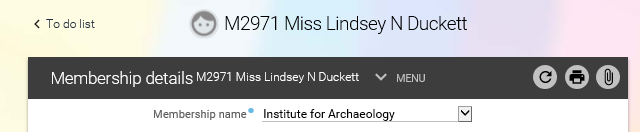 To do list
M2971 Miss Lindsey N Duckett
Membership details M2971 Miss Lindsey N Duckett MENU
Membership name Institute for Archaeology